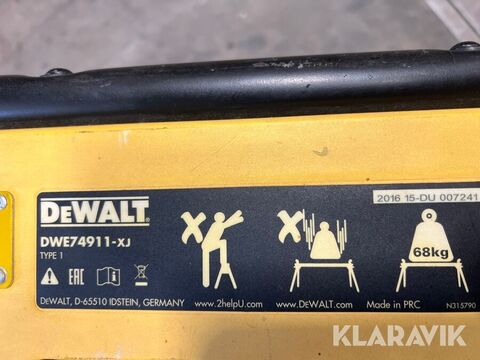 DEWALT
DWE74911-XJ
TYPE 1
EAC
DeWALT, D-65510 IDSTEIN, GERMANY
www.2helpU.com
www.DeWALT.com
Made in PRC
N315790
2016 15-DU 007241
68kg
KLARAVIK